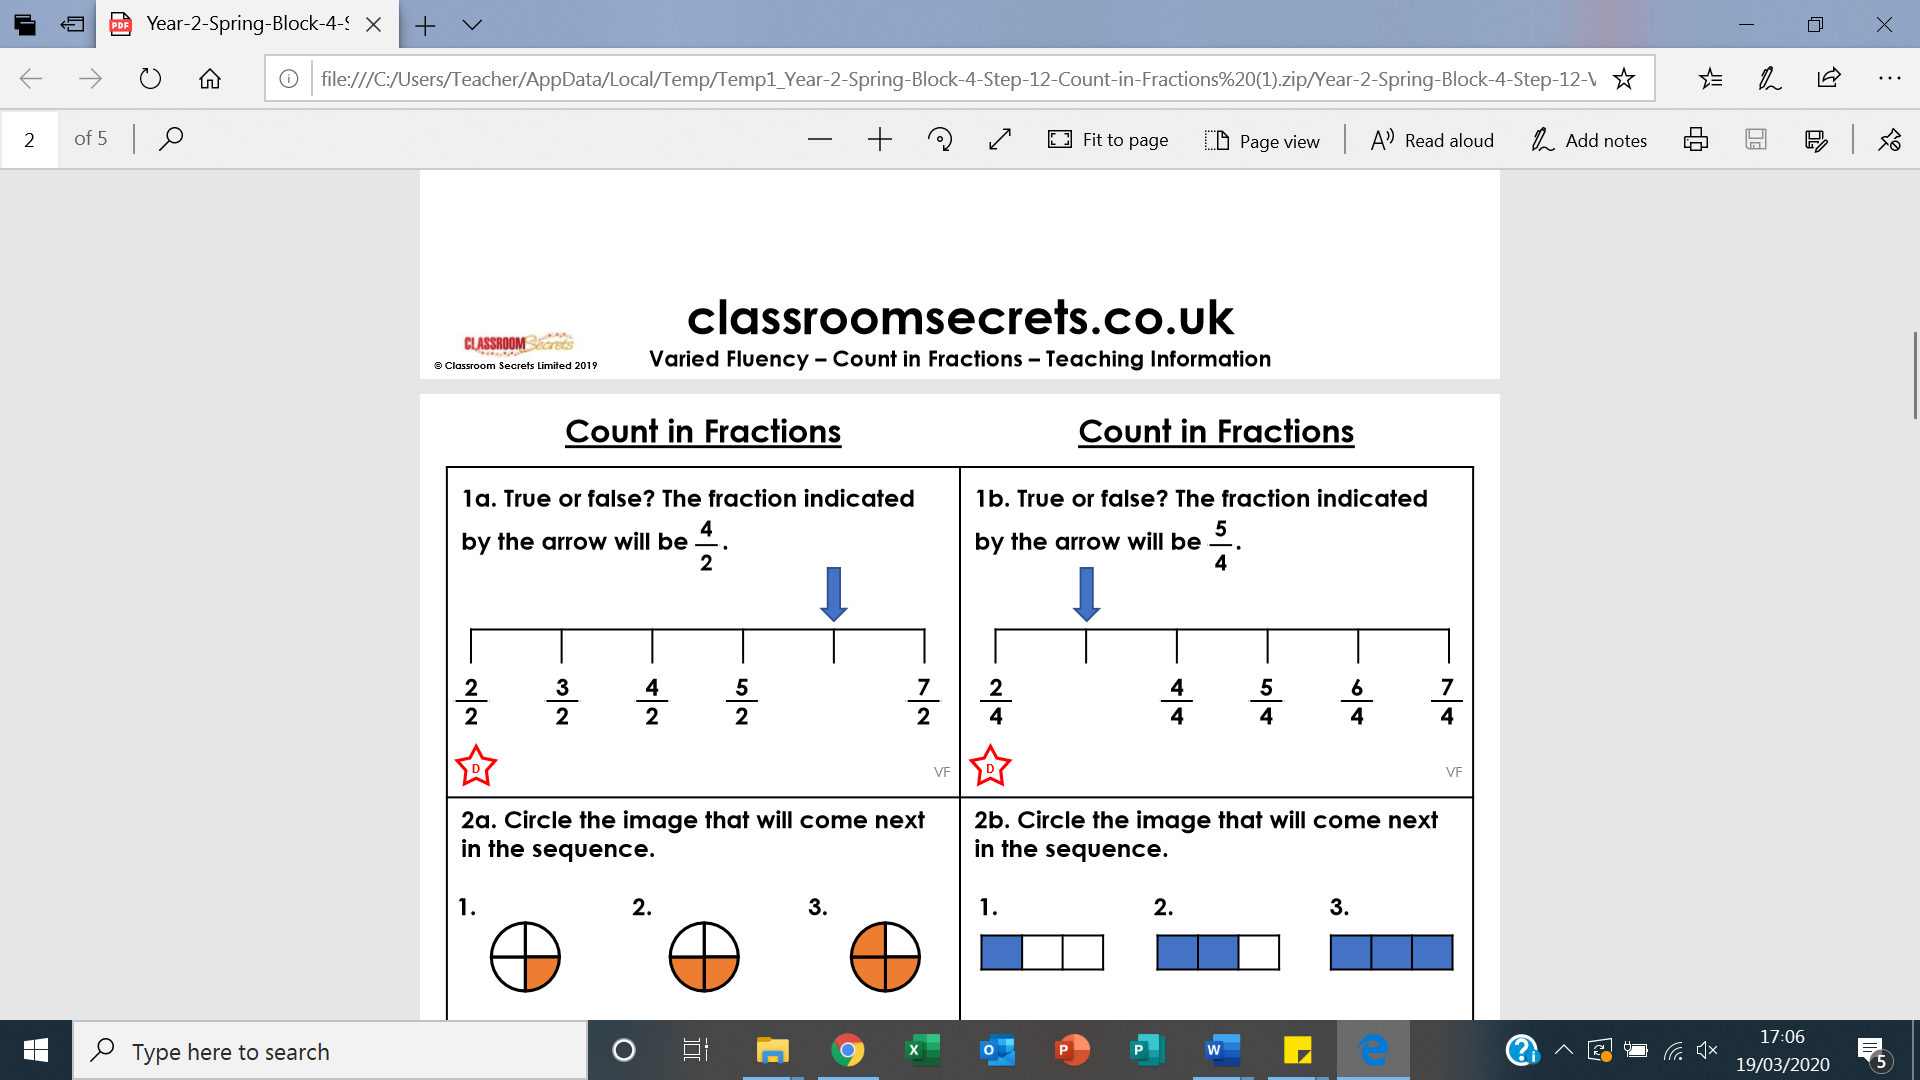 Year-2-Spring-Block-4-S
file:///C:/Users/Teacher/AppData/Local/Temp/Temp1_Year-2-Spring-Block-4-Step-12-Count-in-Fractions%20(1).zip/Year-2-Spring-Block-4-Step-12-V
2 of 5
Fit to page
Page view
Read aloud
Add notes
classroomsecrets.co.uk
CLASSROOM Secrets
© Classroom Secrets Limited 2019
Varied Fluency – Count in Fractions – Teaching Information
Count in Fractions
1a. True or false? The fraction indicated
by the arrow will be 4/2 .
2/2 3/2 4/2 5/2 7/2
D
VF
2a. Circle the image that will come next
in the sequence.
1. 2. 3.
Count in Fractions
1b. True or false? The fraction indicated
by the arrow will be 5/4 .
2/4 4/4 5/4 6/4 7/4
D
VF
2b. Circle the image that will come next
in the sequence.
1. 2. 3.
Type here to search
17:06
19/03/2020
5